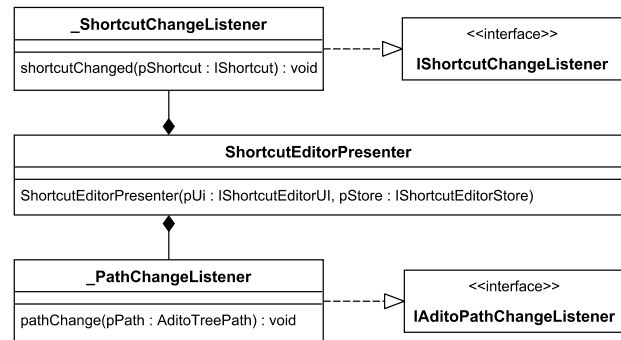 _ShortcutChangeListener
shortcutChanged(pShortcut : IShortcut) : void
<<interface>>
IShortcutChangeListener
ShortcutEditorPresenter
ShortcutEditorPresenter(pUi : IShortcutEditorUI, pStore : IShortcutEditorStore)
_PathChangeListener
pathChange(pPath : AditoTreePath) : void
<<interface>>
IAditoPathChangeListener